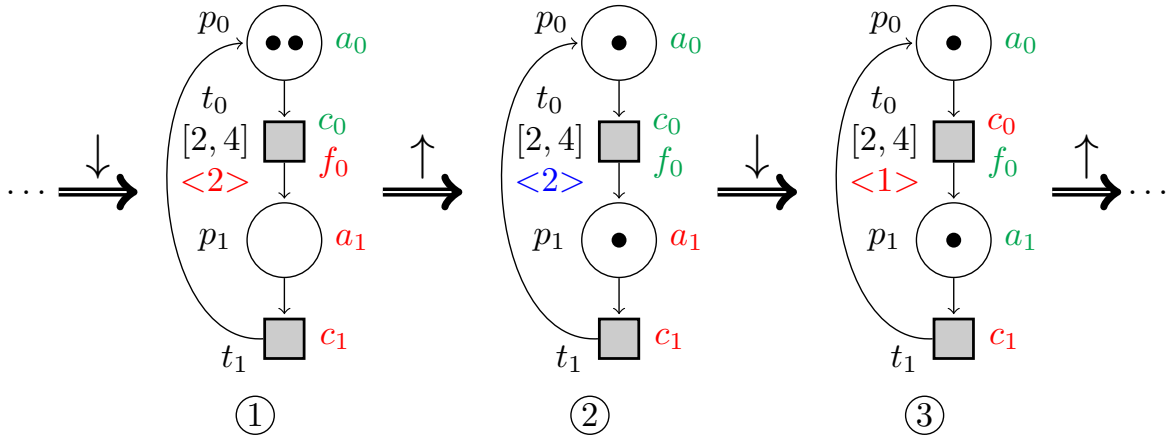 p₀ a₀
t₀
[2, 4] c₀
<2> f₀
p₁ a₁
c₁
t₁
①
↑
p₀ a₀
t₀
[2, 4] c₀
<2> f₀
p₁ a₁
c₁
t₁
②
↓
p₀ a₀
t₀
[2, 4] c₀
<1> f₀
p₁ a₁
c₁
t₁
③
↑
···
··· ↓